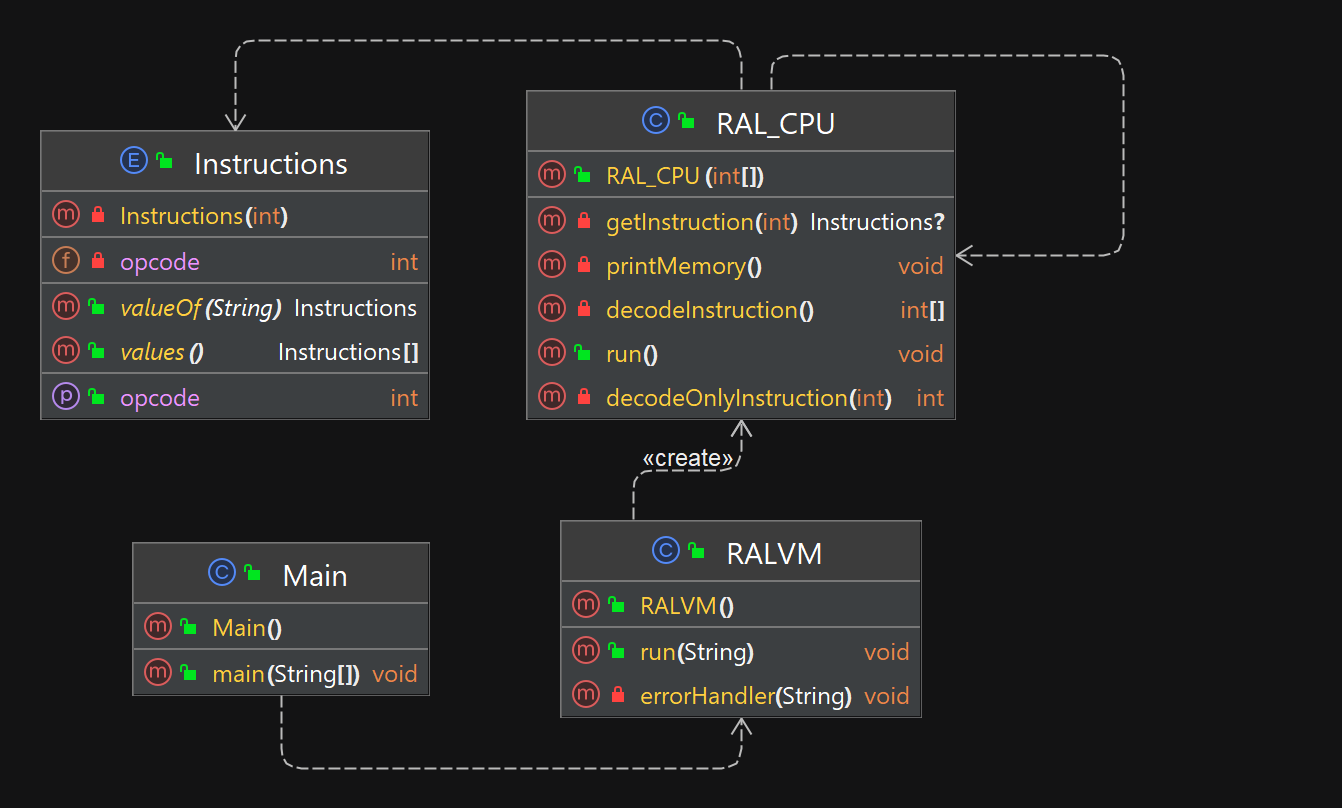 Instructions
Instructions(int)
opcode int
valueOf(String) Instructions
values() Instructions[]
opcode int
RAL_CPU
RAL_CPU(int[])
getInstruction(int) Instructions?
printMemory() void
decodeInstruction() int[]
run() void
decodeOnlyInstruction(int) int
«create»
Main
Main()
main(String[]) void
RALVM
RALVM()
run(String) void
errorHandler(String) void